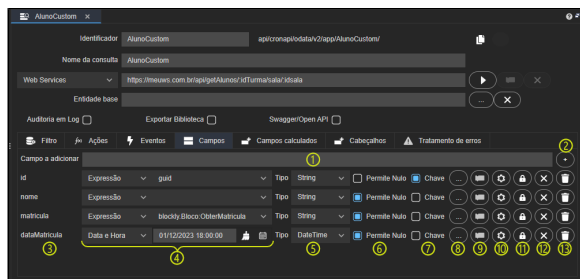 AlunoCustom ×
Identificador AlunoCustom api/cronapi/odata/v2/app/AlunoCustom/
Nome da consulta AlunoCustom
Web Services https://meuws.com.br/api/getAlunos/:idTurma/sala/:idsala
Entidade base ... ×
Auditoria em Log Exportar Biblioteca Swagger/Open API
Filtro f(x) Ações Eventos Campos Campos calculados Cabeçalhos Tratamento de erros
Campo a adicionar 1 2 +
id Expressão guid Tipo String Permite Nulo Chave ...
nome Expressão Tipo String Permite Nulo Chave ...
matricula Expressão blockly.Bloco:ObterMatricula Tipo String Permite Nulo Chave ...
dataMatricula Data e Hora 01/12/2023 18:00:00 Tipo DateTime Permite Nulo Chave ...
3 4 5 6 7 8 9 10 11 12 13